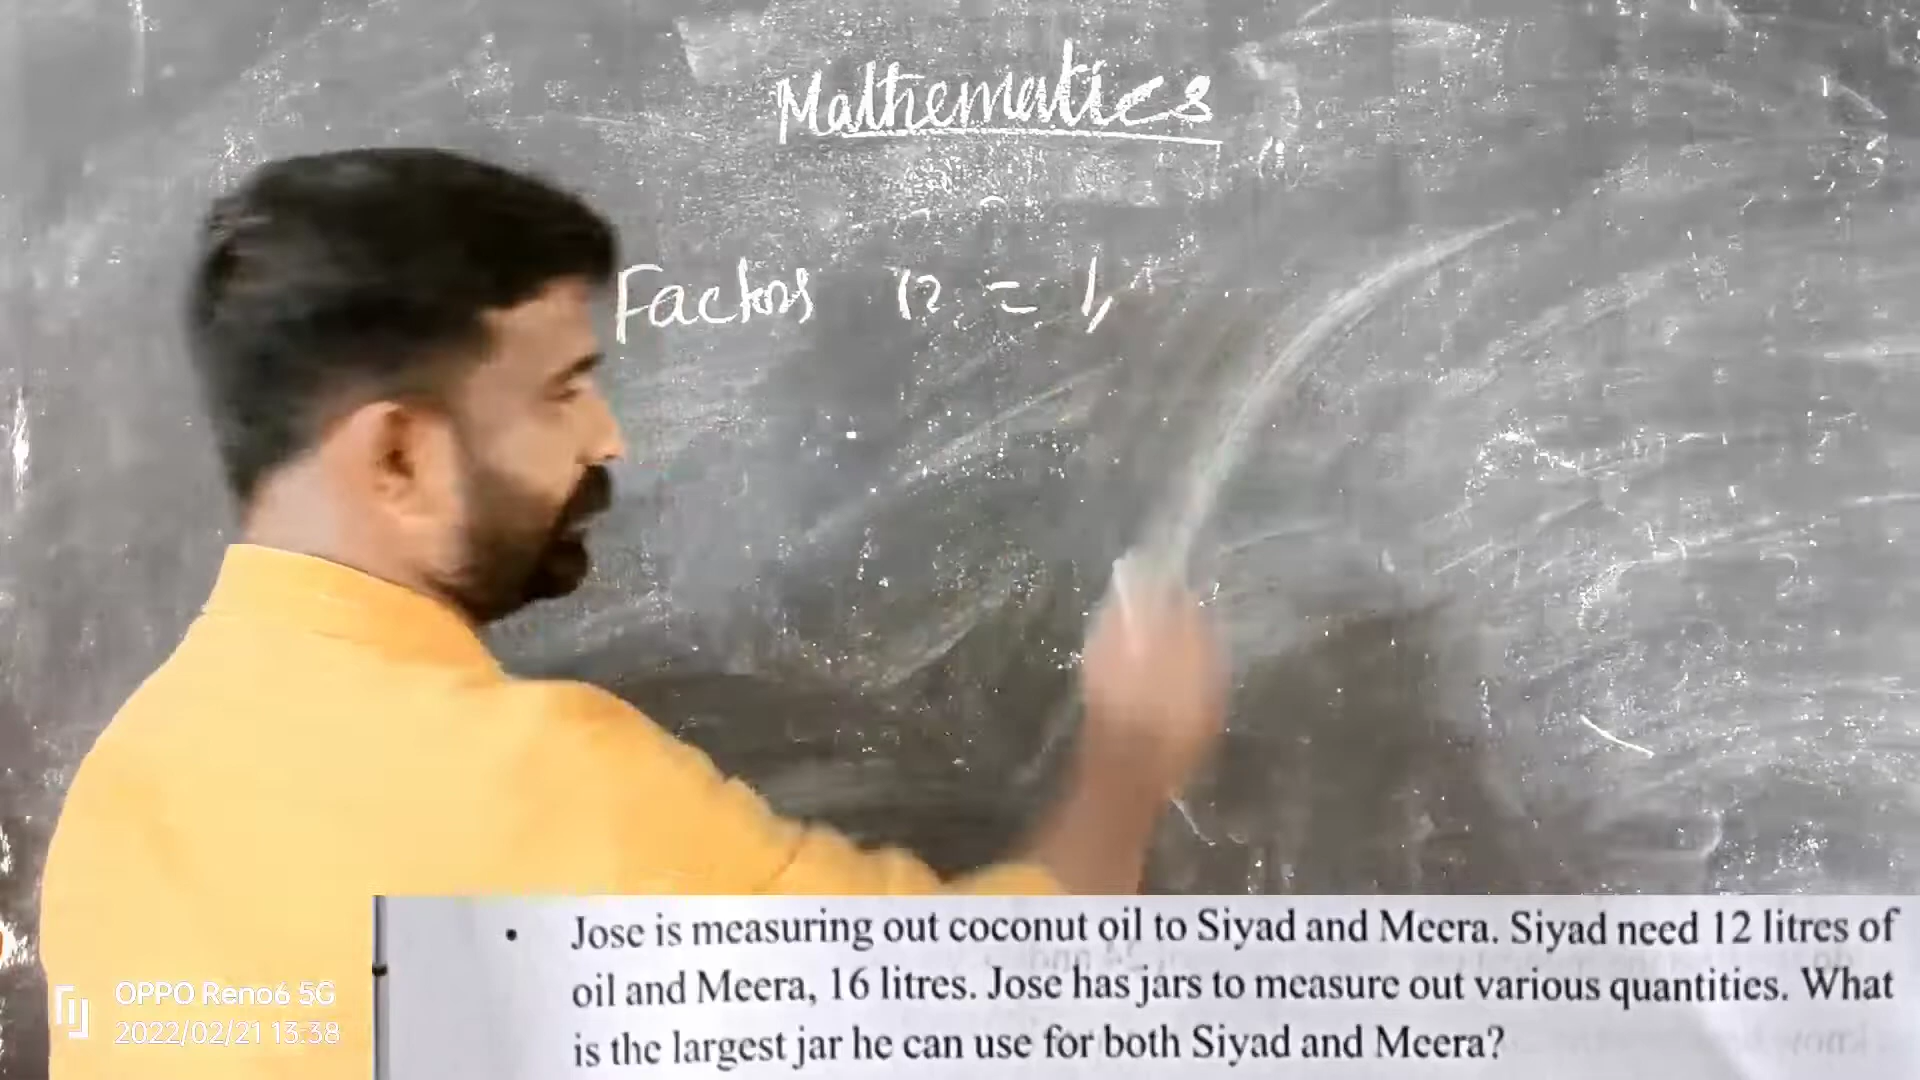 Mathematics
Factors 12 = 1,
• Jose is measuring out coconut oil to Siyad and Meera. Siyad need 12 litres of
oil and Meera, 16 litres. Jose has jars to measure out various quantities. What
is the largest jar he can use for both Siyad and Meera?
OPPO Reno6 5G
2022/02/21 13:38